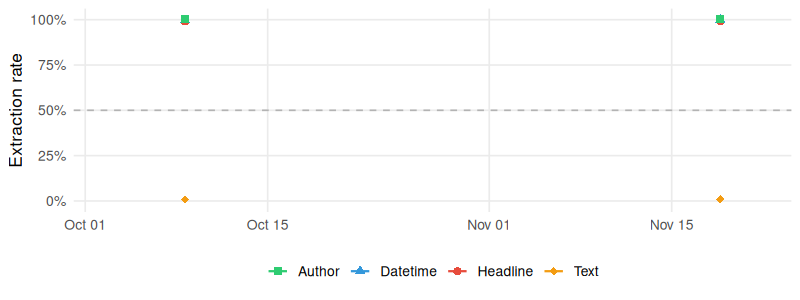 100%
75%
50%
25%
0%
Extraction rate
Oct 01 Oct 15 Nov 01 Nov 15
Author Datetime Headline Text